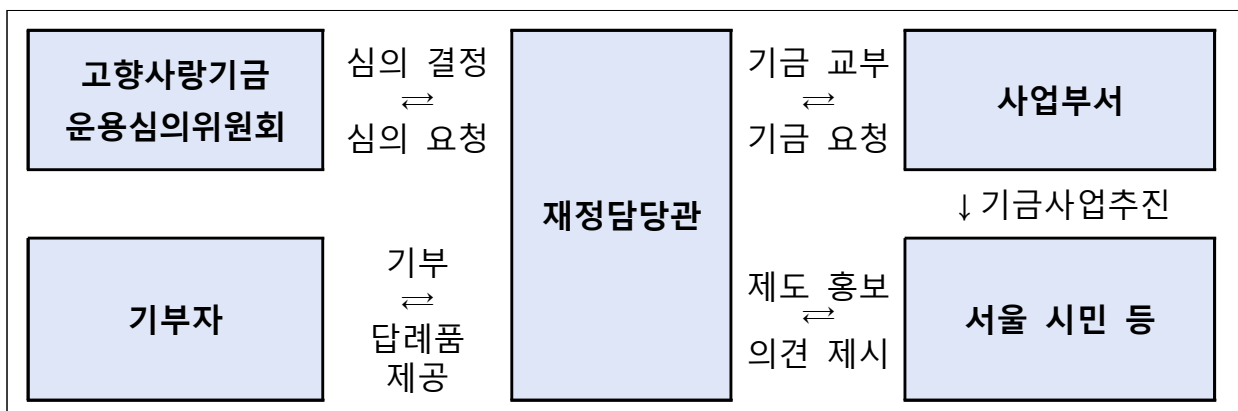 고향사랑기금
운용심의위원회
심의 결정
⇄
심의 요청
재정담당관
기금 교부
⇄
기금 요청
사업부서
↓기금사업추진
기부자
기부
⇄
답례품
제공
제도 홍보
⇄
의견 제시
서울 시민 등